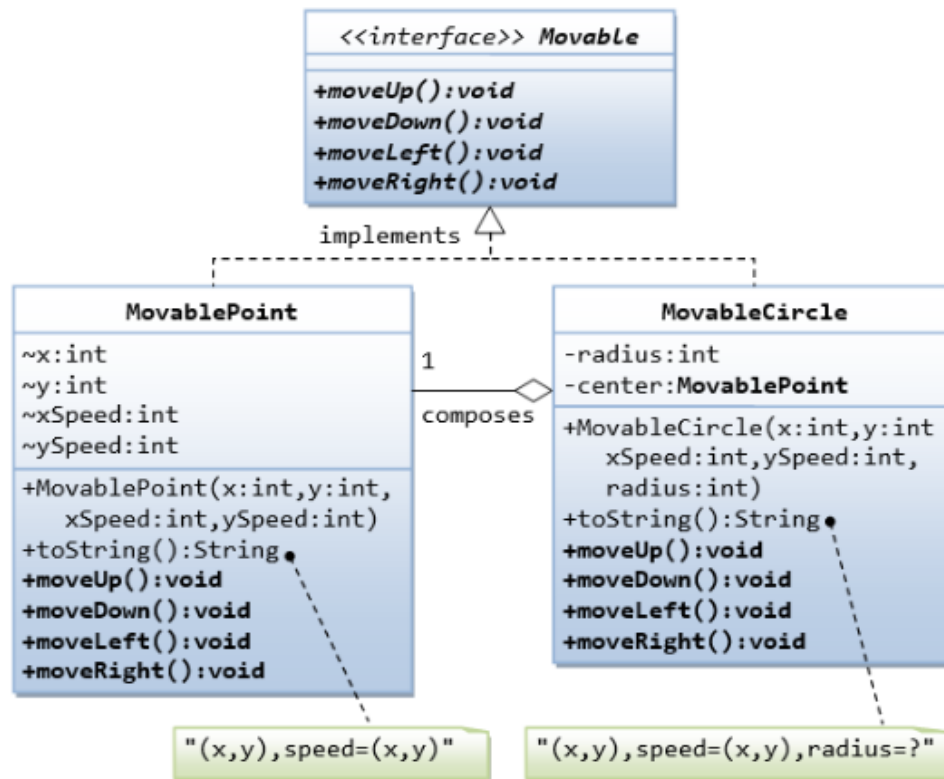 <<interface>> Movable
+moveUp():void
+moveDown():void
+moveLeft():void
+moveRight():void
implements
MovablePoint
~x:int
~y:int
~xSpeed:int
~ySpeed:int
+MovablePoint(x:int,y:int,
xSpeed:int,ySpeed:int)
+toString():String
+moveUp():void
+moveDown():void
+moveLeft():void
+moveRight():void
"(x,y),speed=(x,y)"
1
composes
MovableCircle
-radius:int
-center:MovablePoint
+MovableCircle(x:int,y:int
xSpeed:int,ySpeed:int,
radius:int)
+toString():String
+moveUp():void
+moveDown():void
+moveLeft():void
+moveRight():void
"(x,y),speed=(x,y),radius=?"